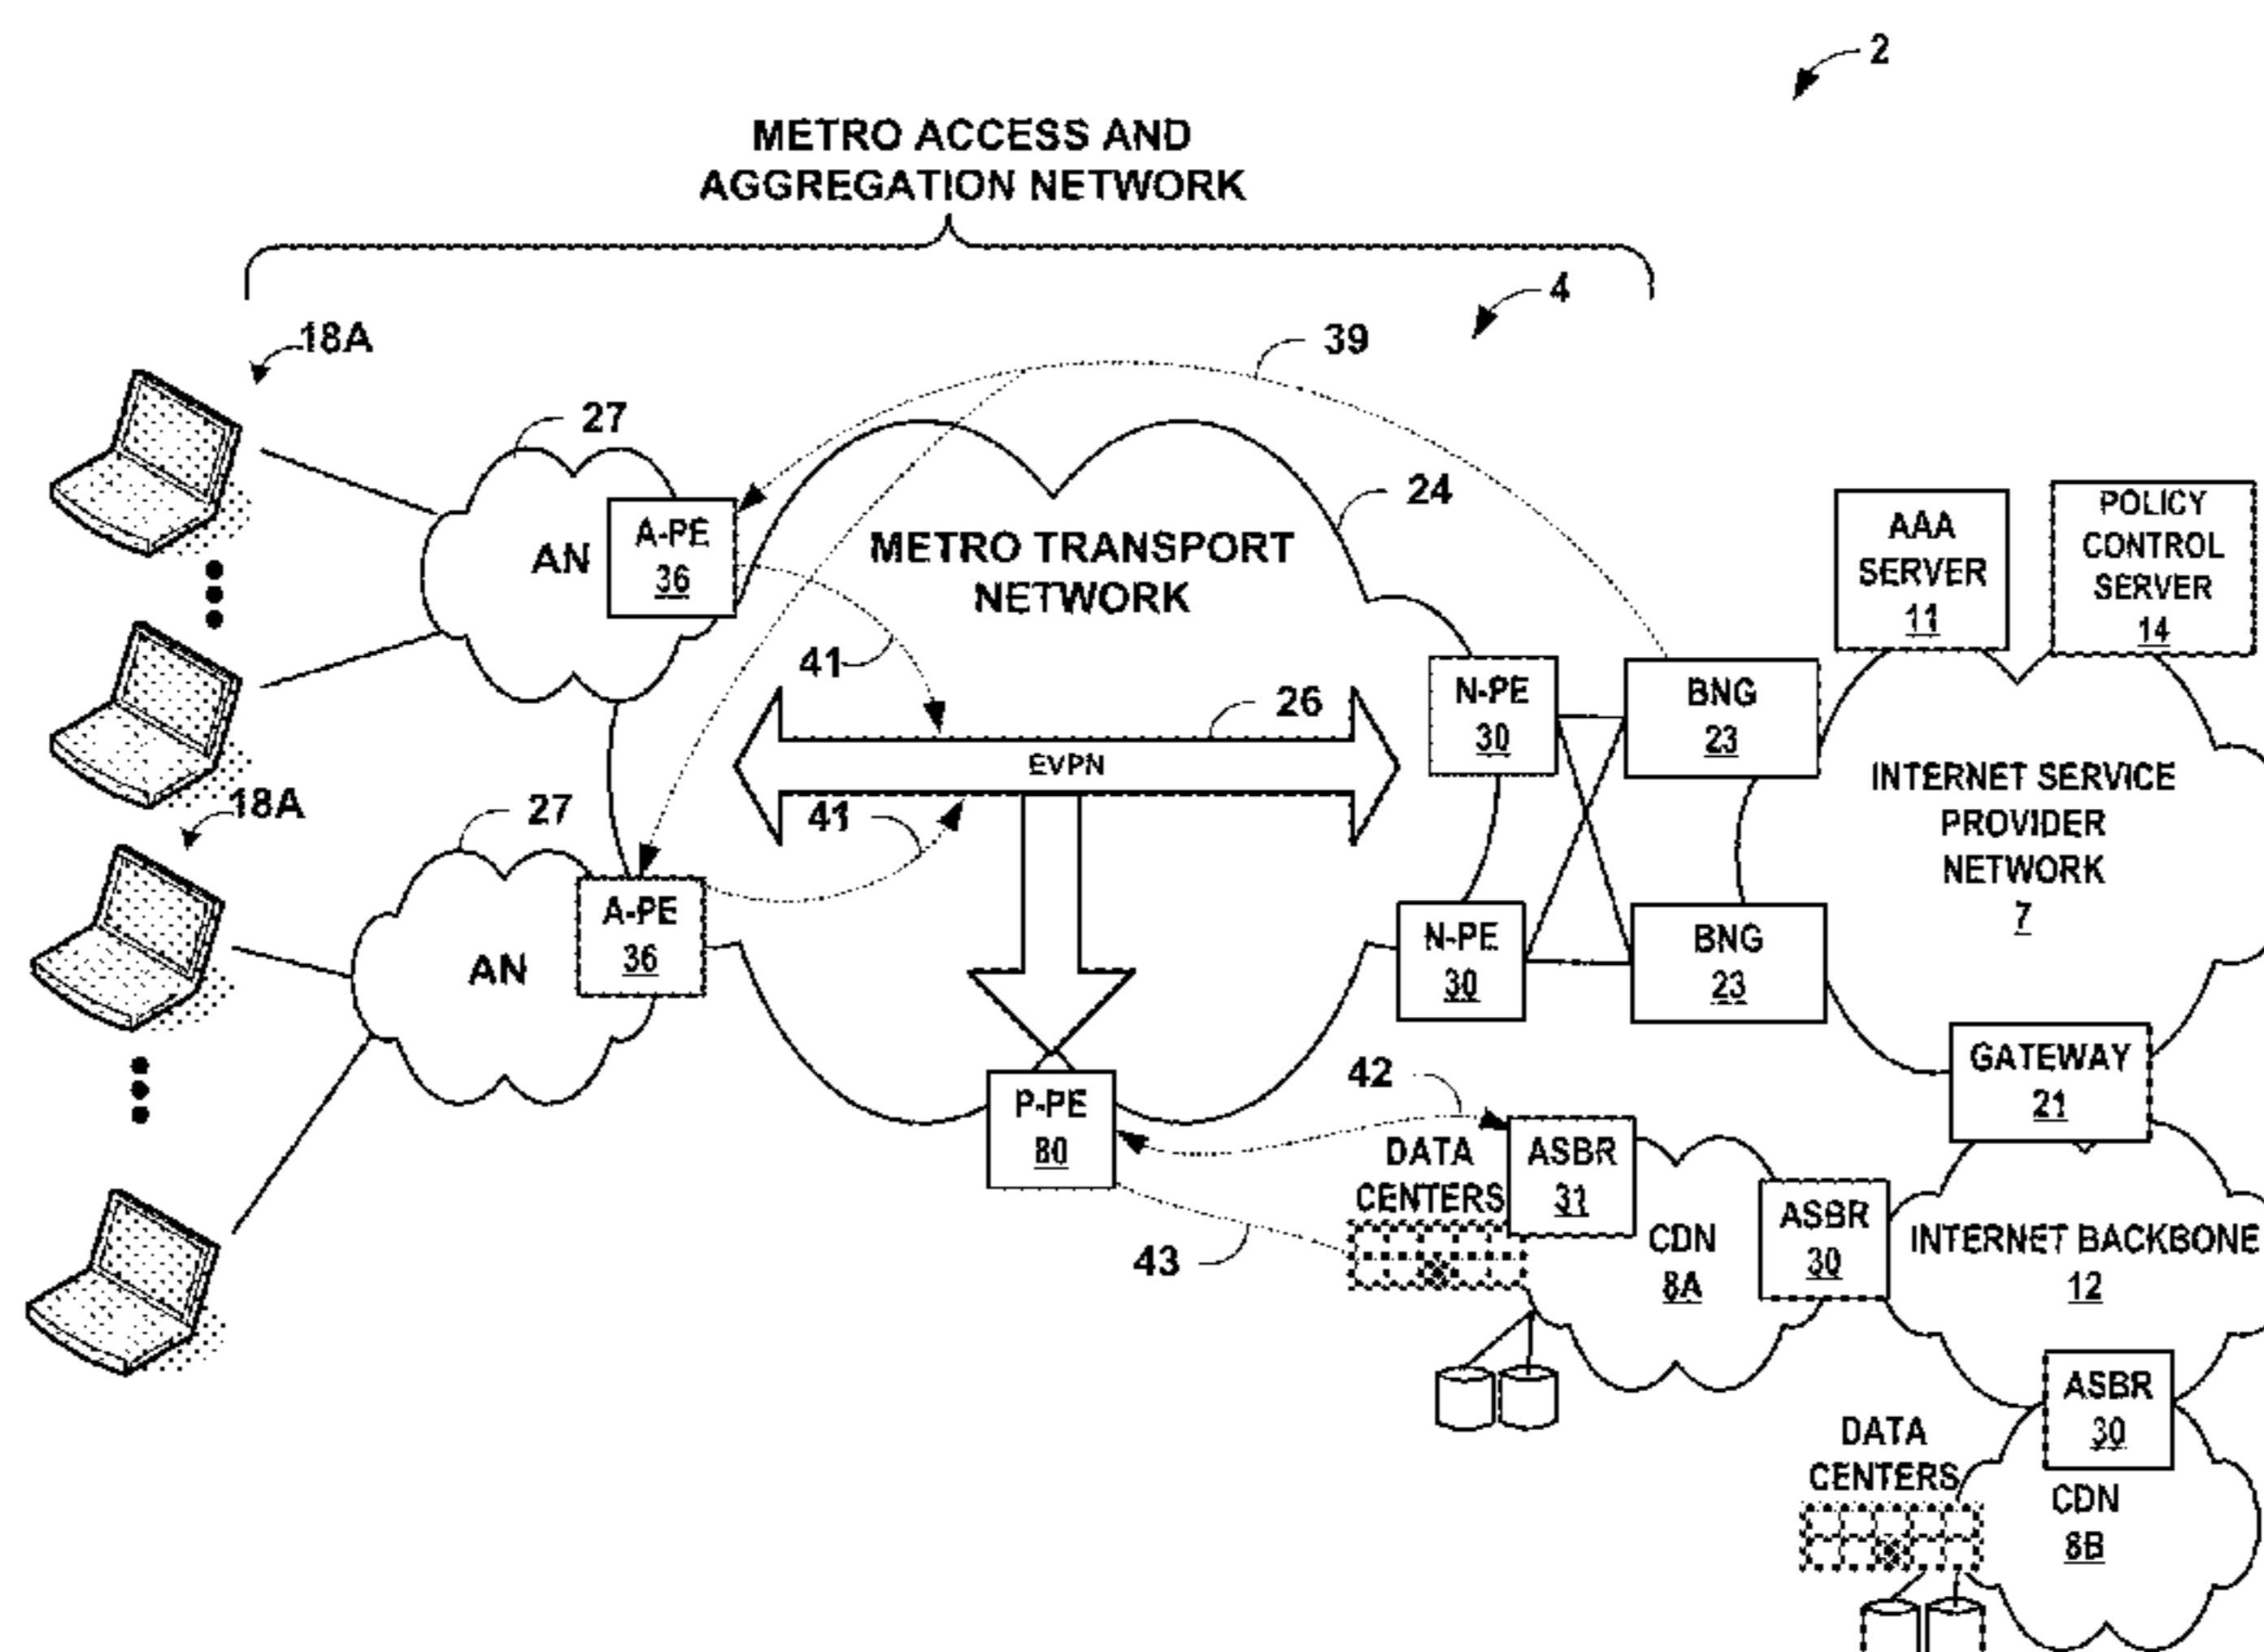 2
METRO ACCESS AND
AGGREGATION NETWORK
4
18A
39
27
24
A-PE
36
AN
METRO TRANSPORT
NETWORK
AAA
SERVER
11
POLICY
CONTROL
SERVER
14
41
26
N-PE
30
BNG
23
EVPN
INTERNET SERVICE
PROVIDER
NETWORK
7
18A
27
41
A-PE
36
AN
N-PE
30
BNG
23
GATEWAY
21
42
P-PE
80
DATA
CENTERS
ASBR
31
CDN
8A
ASBR
30
INTERNET BACKBONE
12
43
ASBR
30
DATA
CENTERS
CDN
8B